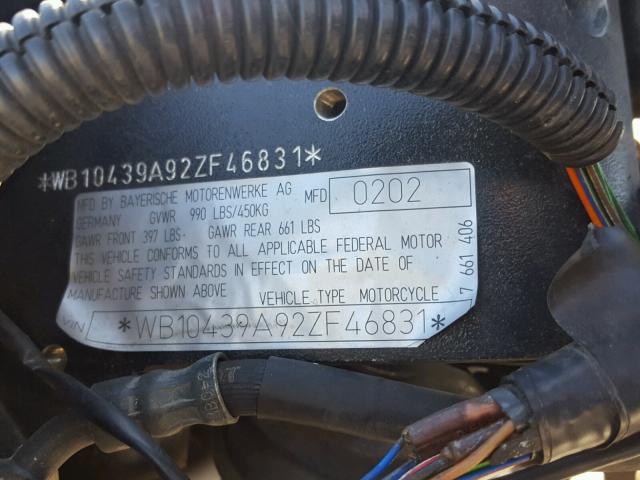 *WB10439A92ZF46831*
MFD BY BAYERISCHE MOTORENWERKE AG MFD 0202
GERMANY GVWR 990 LBS/450KG
GAWR FRONT 397 LBS- GAWR REAR 661 LBS
THIS VEHICLE CONFORMS TO ALL APPLICABLE FEDERAL MOTOR
VEHICLE SAFETY STANDARDS IN EFFECT ON THE DATE OF
MANUFACTURE SHOWN ABOVE
VEHICLE TYPE MOTORCYCLE
7 661 406
VIN *WB10439A92ZF46831*